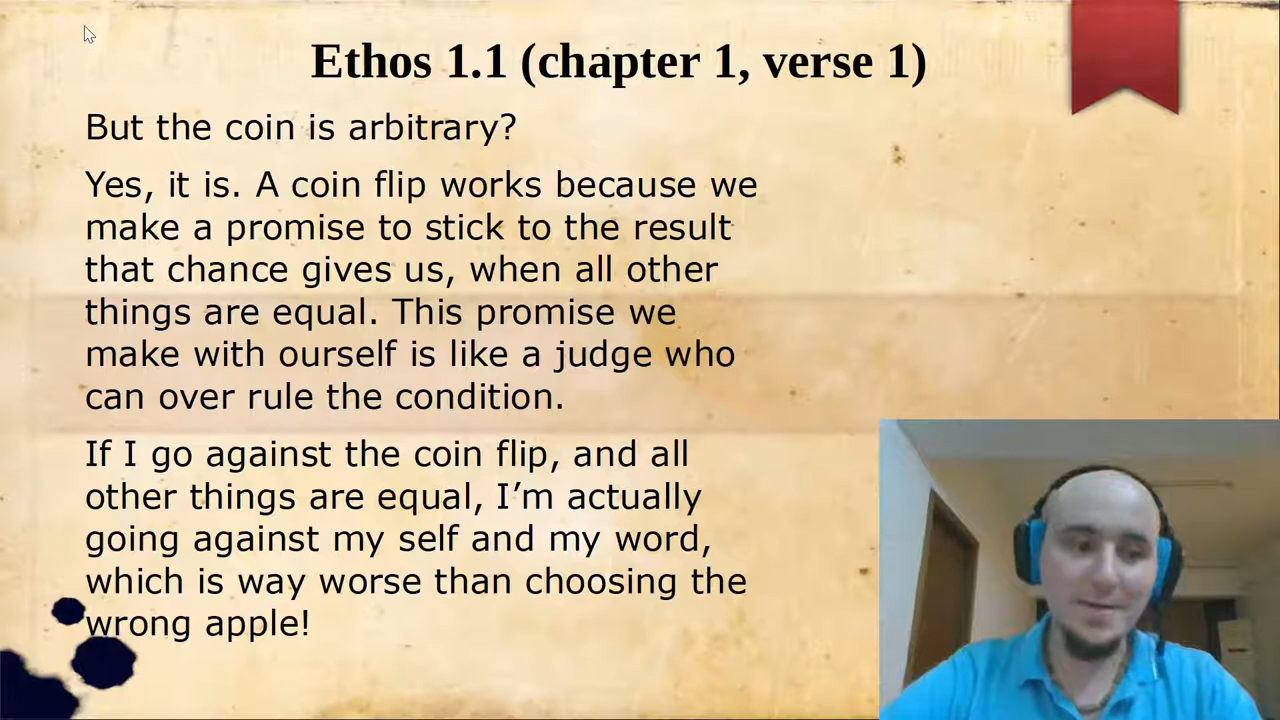 Ethos 1.1 (chapter 1, verse 1)
But the coin is arbitrary?
Yes, it is. A coin flip works because we
make a promise to stick to the result
that chance gives us, when all other
things are equal. This promise we
make with ourself is like a judge who
can over rule the condition.
If I go against the coin flip, and all
other things are equal, I’m actually
going against my self and my word,
which is way worse than choosing the
wrong apple!